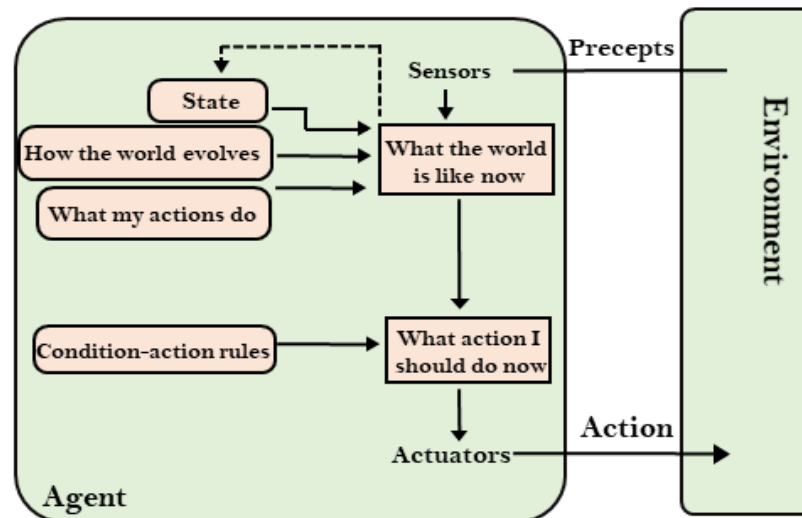 Precepts
Sensors
State
How the world evolves
What the world
is like now
What my actions do
Environment
Condition-action rules
What action I
should do now
Actuators
Action
Agent